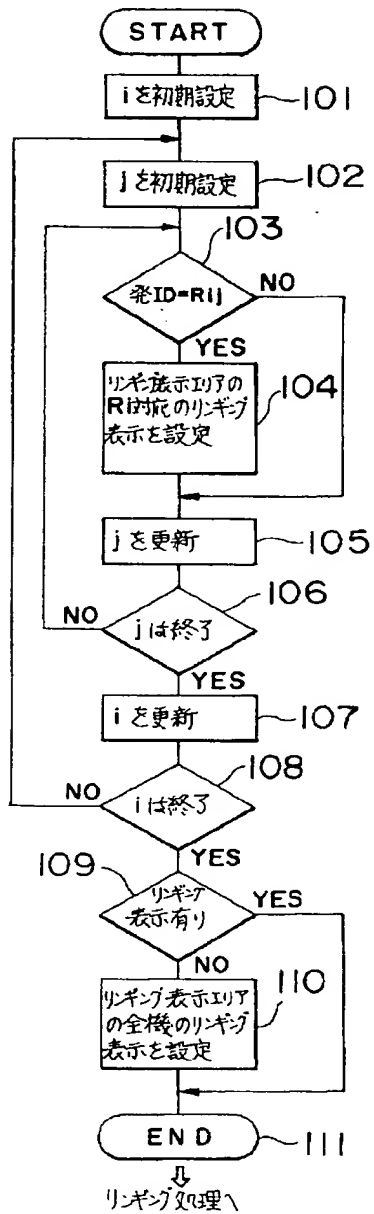 START
iを初期設定
101
jを初期設定
102
103
発ID=Rij
NO
YES
リンギング表示エリアの
Ri対応のリンギング
表示を設定
104
jを更新
105
106
NO
jは終了
YES
iを更新
107
108
NO
iは終了
YES
109
リンギング
表示有り
YES
NO
リンギング表示エリア
の全機のリンギング
表示を設定
110
END
111
リンギング処理へ